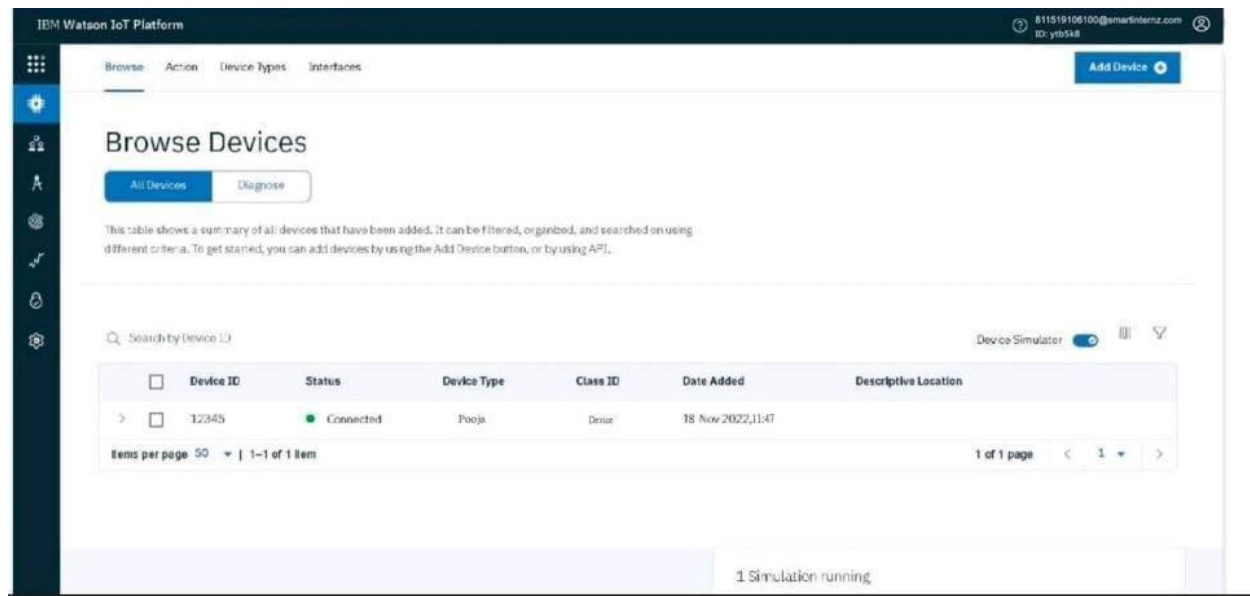 IBM Watson IoT Platform
811519106100@smartinternz.com
ID: ytb5k8
Browse Action Device Types Interfaces
Add Device
Browse Devices
All Devices Diagnose
This table shows a summary of all devices that have been added. It can be filtered, organized, and searched on using
different criteria. To get started, you can add devices by using the Add Device button, or by using API.
Search by Device ID
Device Simulator
Device ID Status Device Type Class ID Date Added Descriptive Location
12345 Connected Pooja Device 18 Nov 2022,11:47
Items per page 50 | 1–1 of 1 item
1 of 1 page < 1 >
1 Simulation running